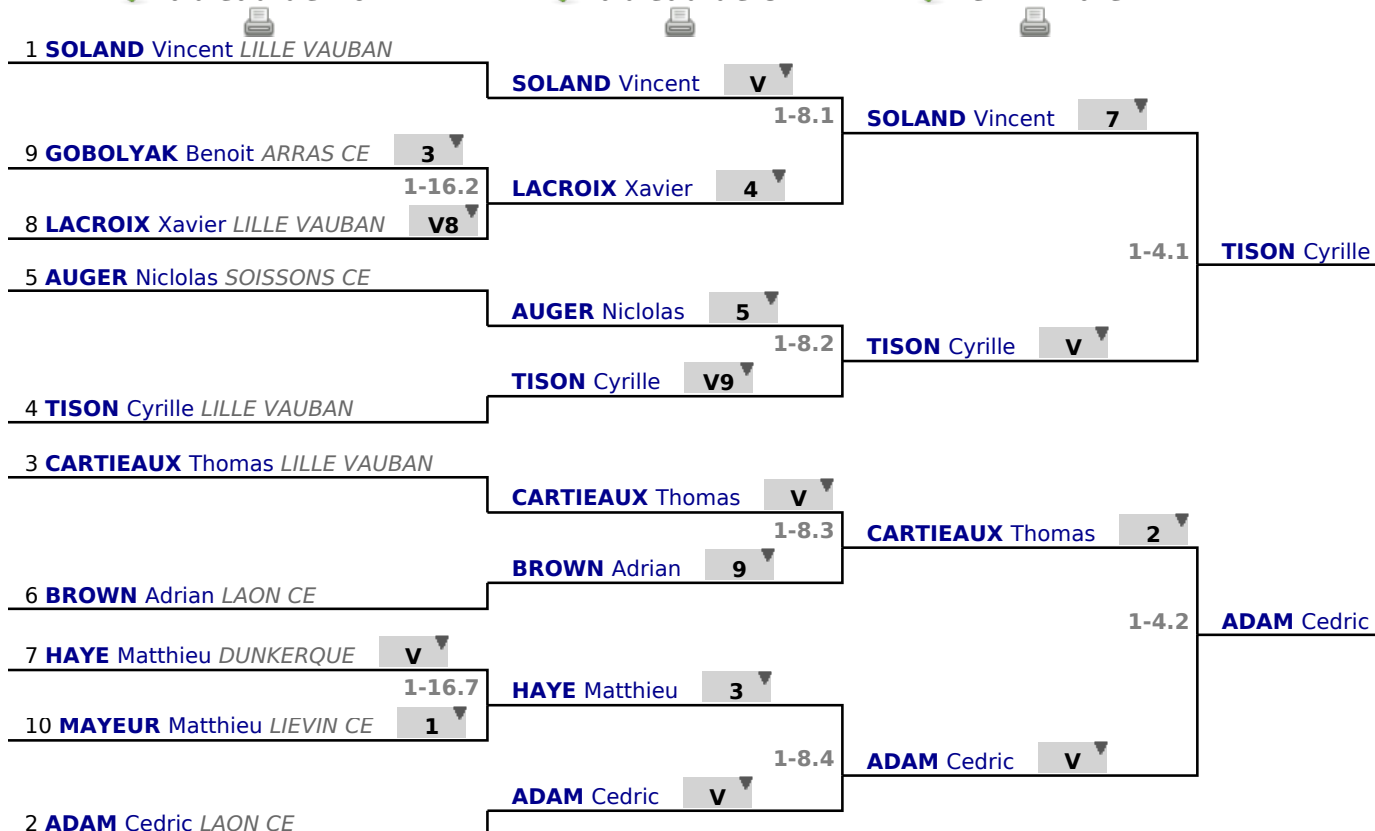 1 SOLAND Vincent LILLE VAUBAN
SOLAND Vincent V
1-8.1
SOLAND Vincent 7
9 GOBOLYAK Benoit ARRAS CE 3
1-16.2
LACROIX Xavier 4
8 LACROIX Xavier LILLE VAUBAN V8
1-4.1
TISON Cyrille
5 AUGER Niclolas SOISSONS CE
AUGER Niclolas 5
1-8.2
TISON Cyrille V
TISON Cyrille V9
4 TISON Cyrille LILLE VAUBAN
3 CARTIEAUX Thomas LILLE VAUBAN
CARTIEAUX Thomas V
1-8.3
CARTIEAUX Thomas 2
BROWN Adrian 9
6 BROWN Adrian LAON CE
1-4.2
ADAM Cedric
7 HAYE Matthieu DUNKERQUE V
1-16.7
HAYE Matthieu 3
10 MAYEUR Matthieu LIEVIN CE 1
1-8.4
ADAM Cedric V
ADAM Cedric V
2 ADAM Cedric LAON CE